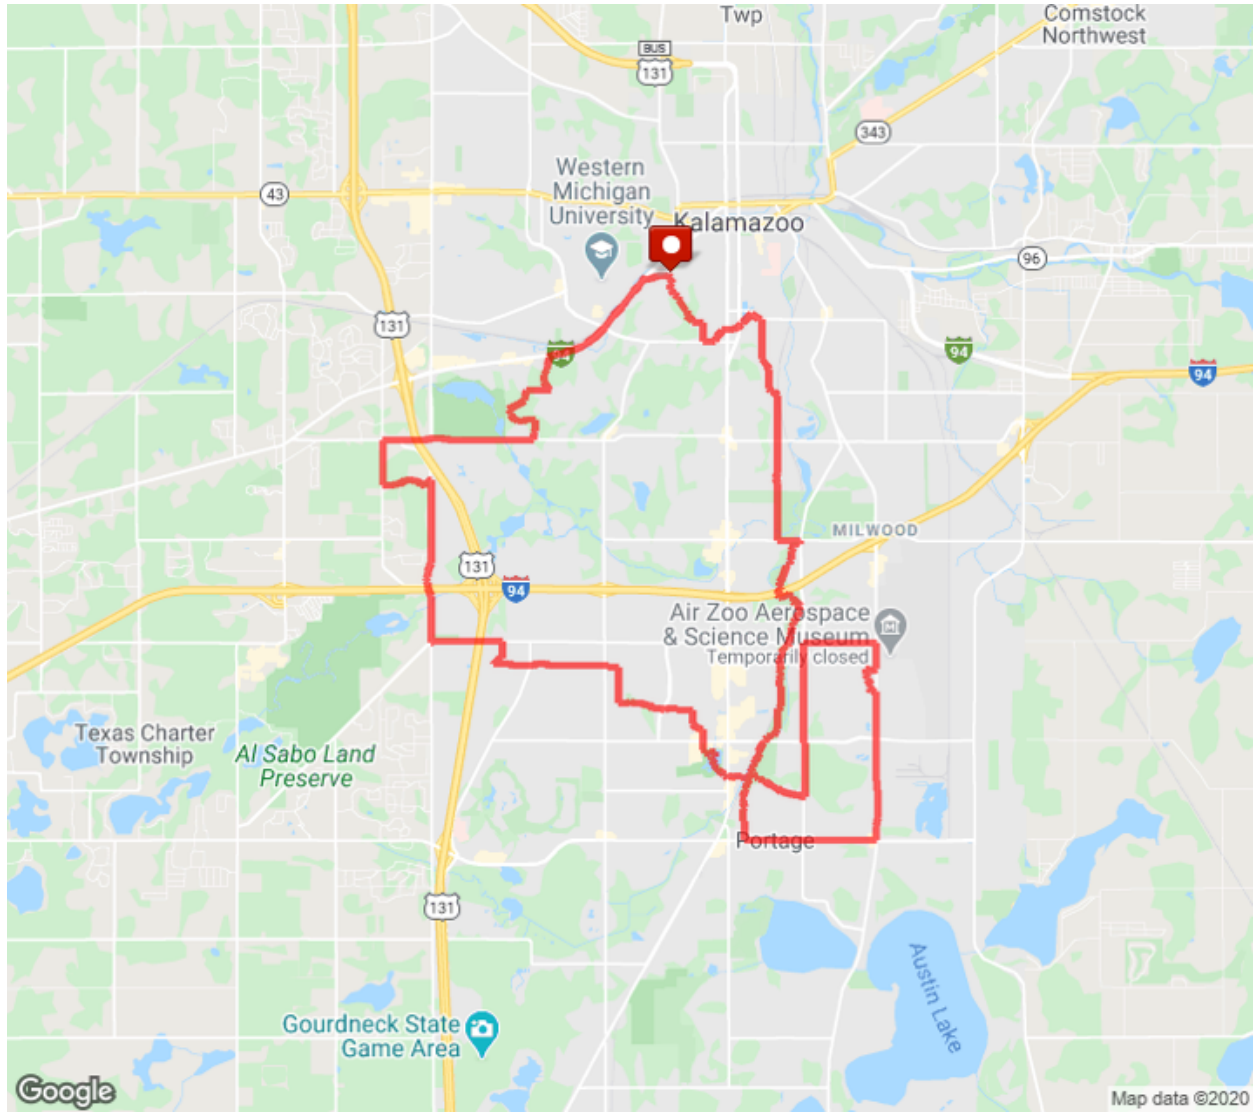 Twp
Comstock
Northwest
BUS
131
343
Western
Michigan
University
43
Kalamazoo
96
131
94
94
94
MILWOOD
131
94
Air Zoo Aerospace
& Science Museum
Temporarily closed
Texas Charter
Township
Al Sabo Land
Preserve
Portage
131
Austin Lake
Gourdneck State
Game Area
Google
Map data ©2020